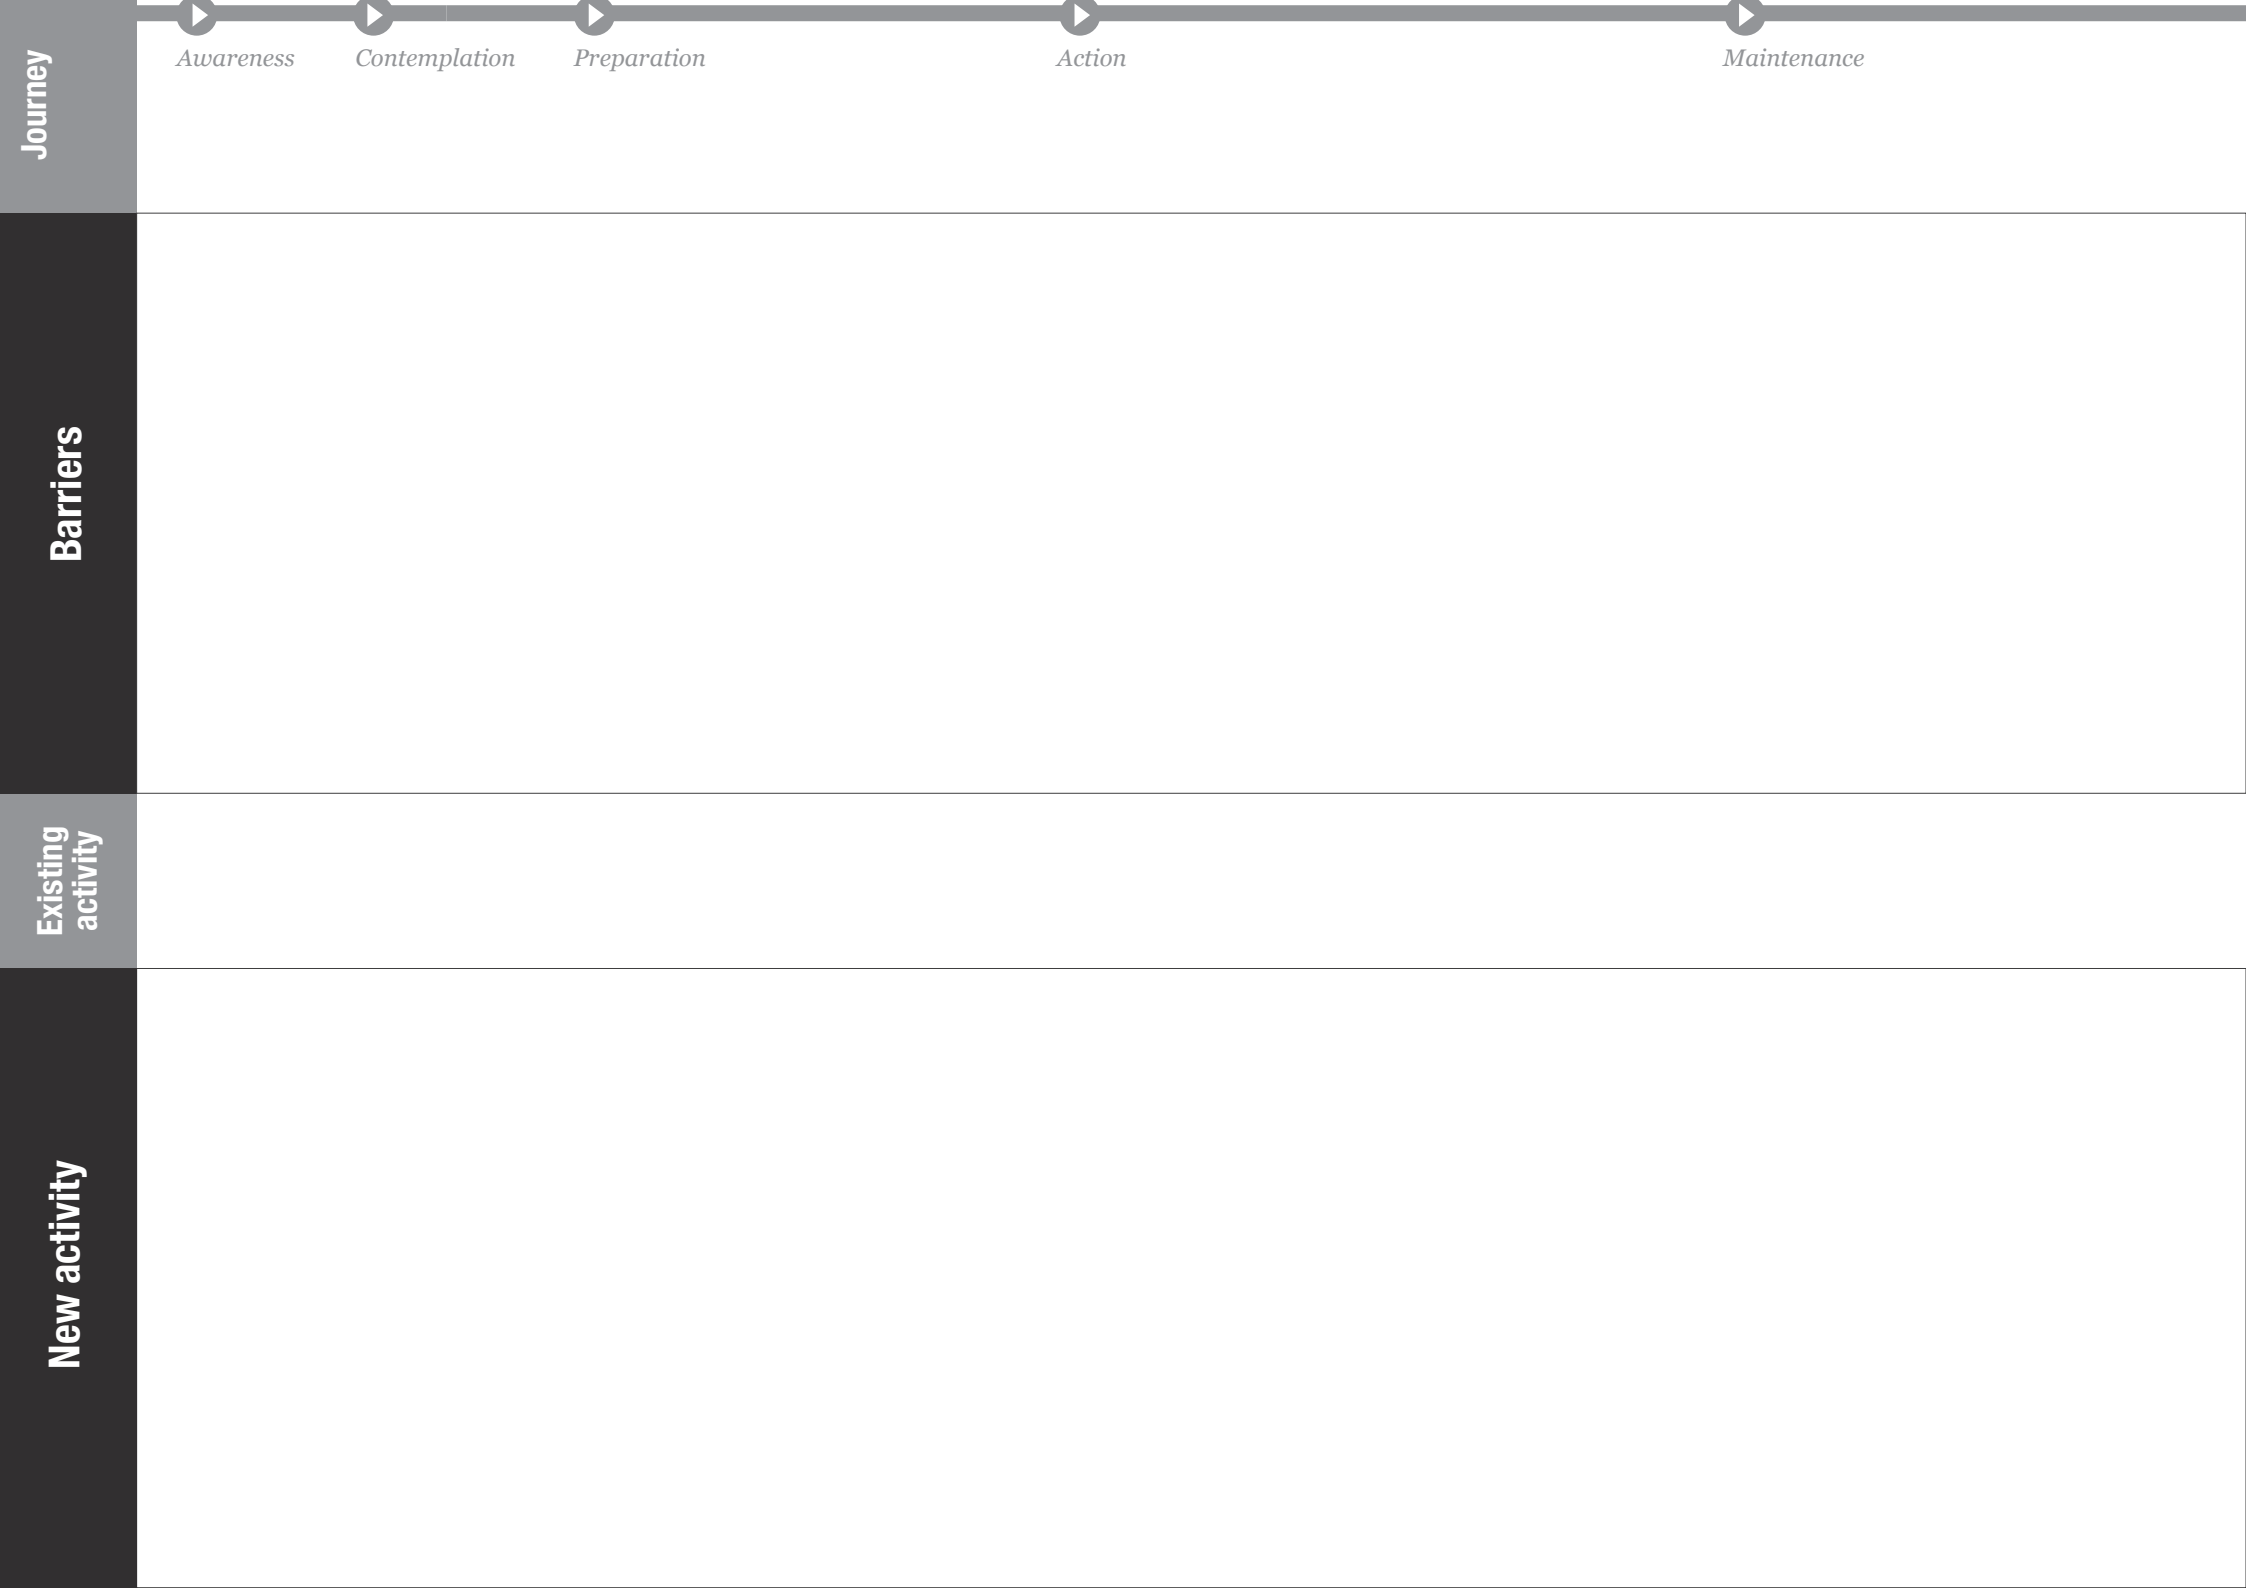 Journey
Awareness
Contemplation
Preparation
Action
Maintenance
Barriers
Existing
activity
New activity